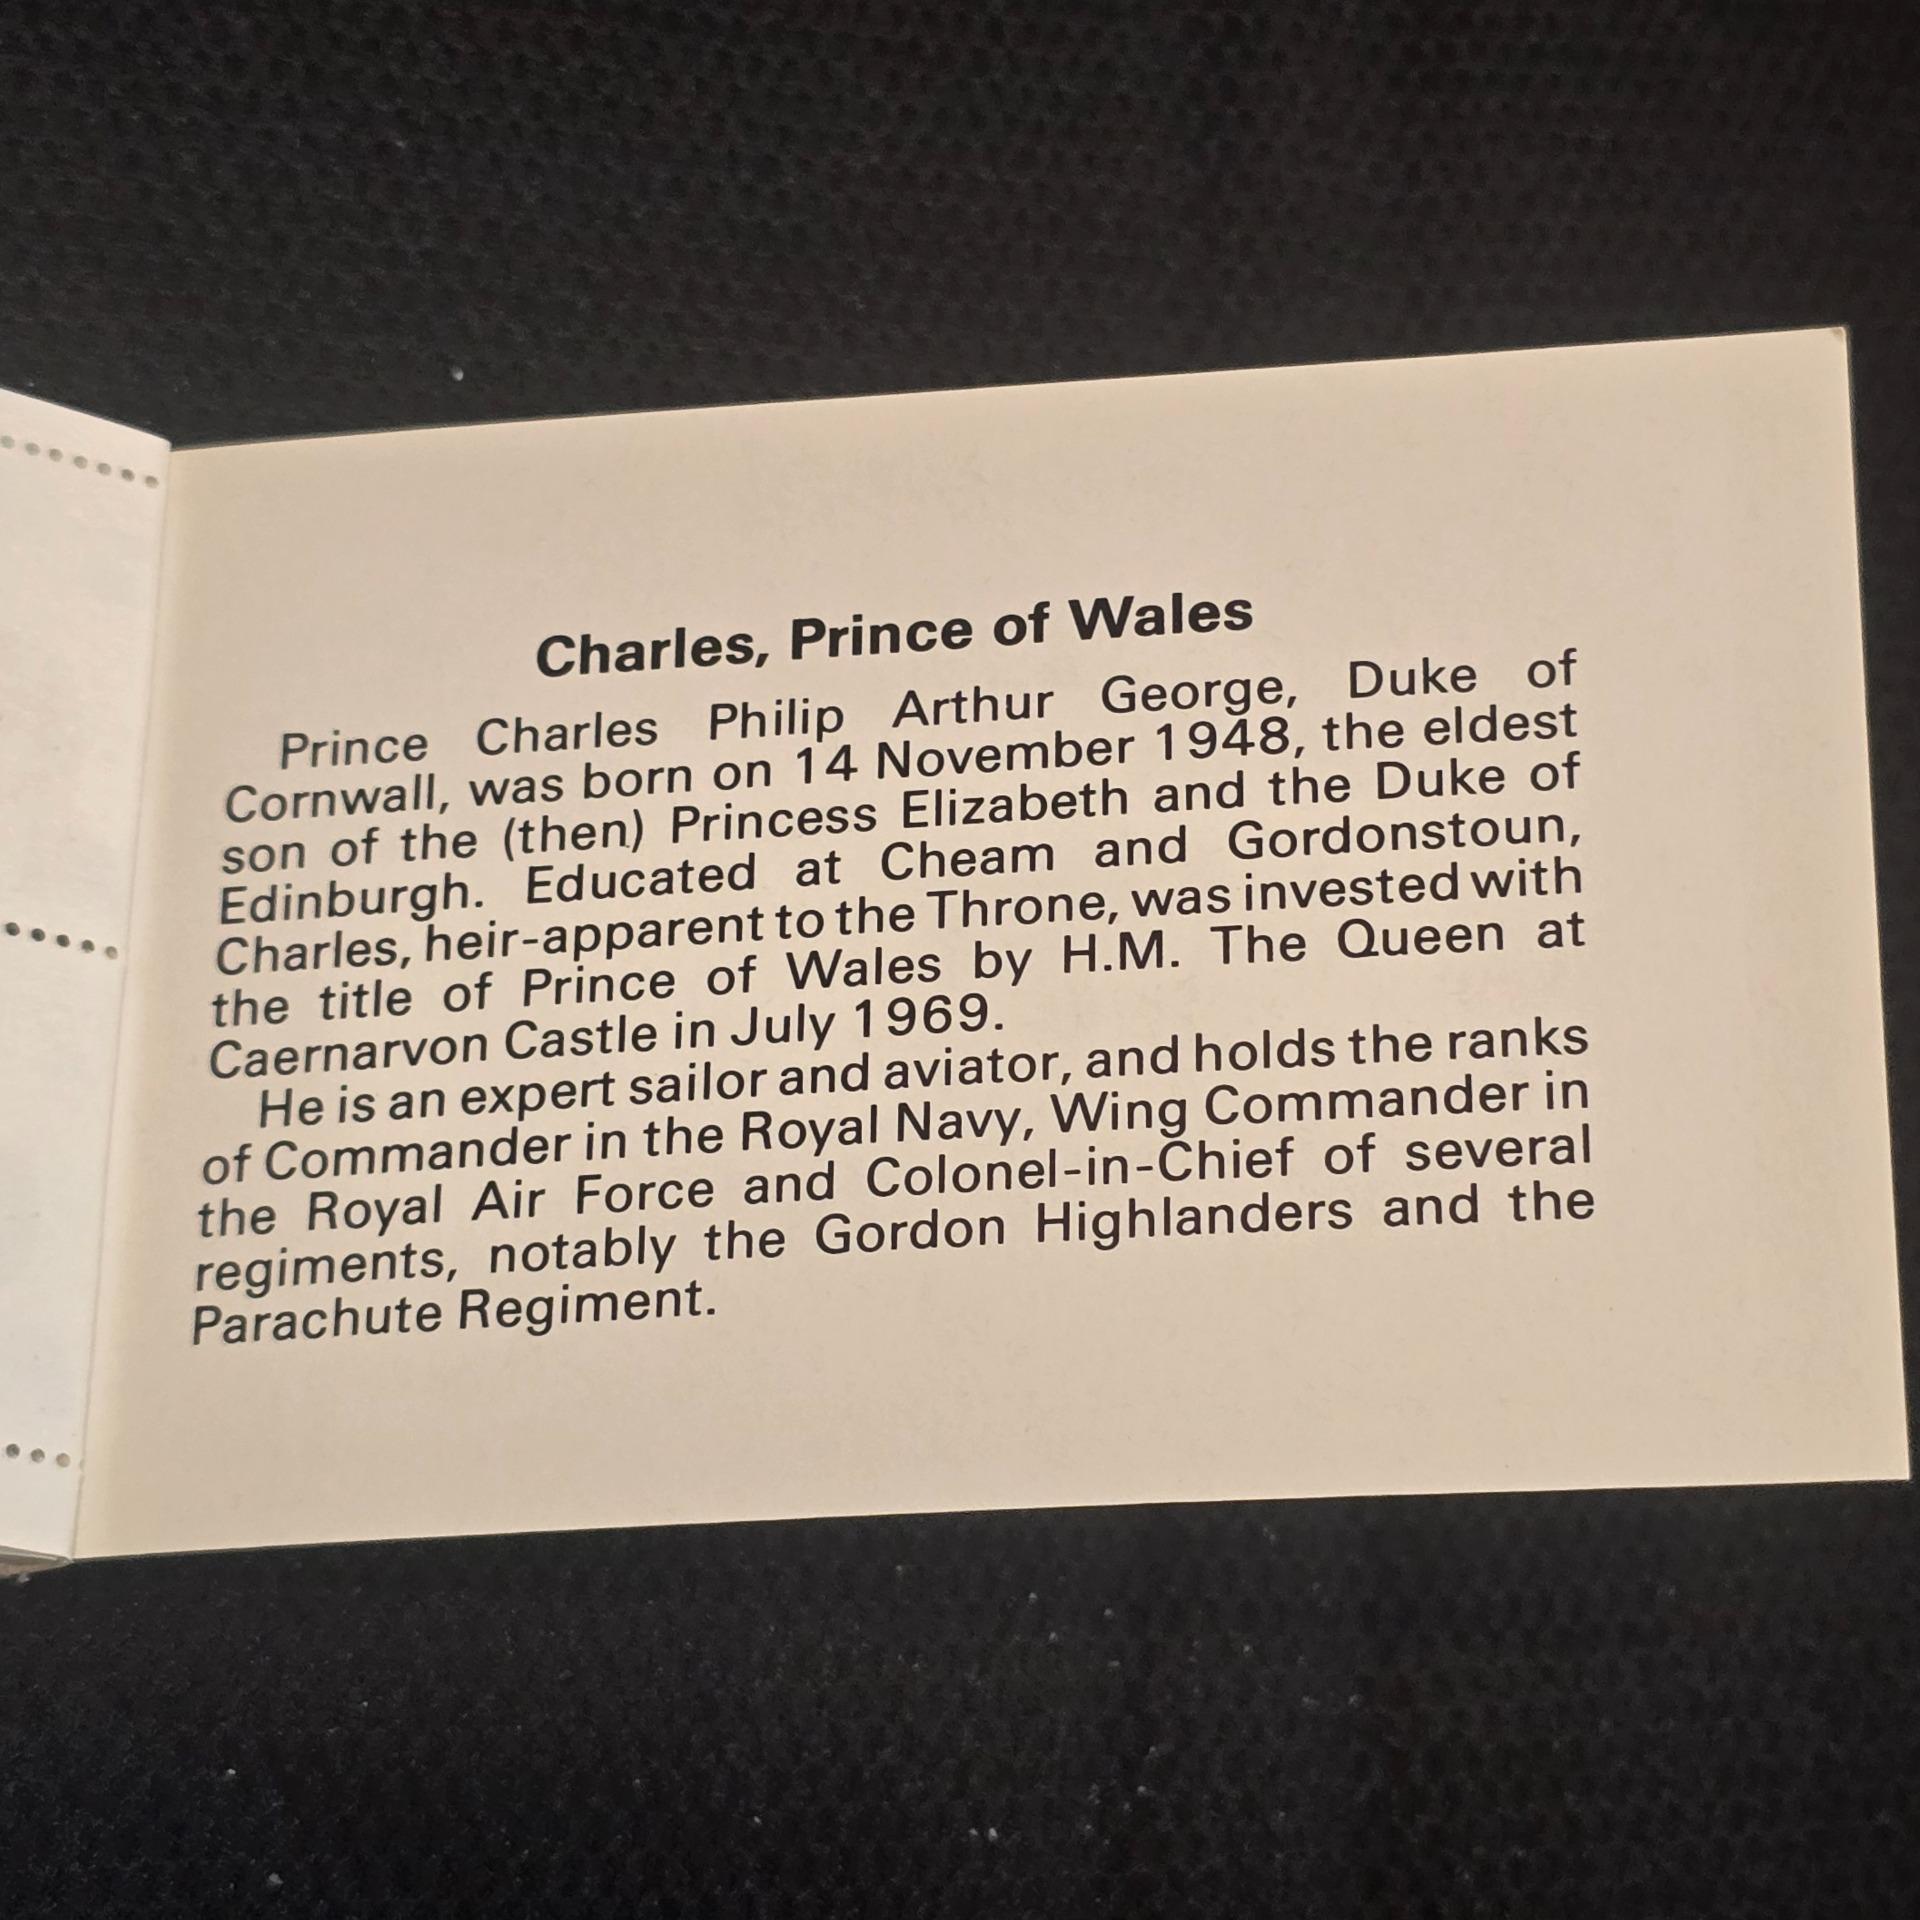 Charles, Prince of Wales
Prince Charles Philip Arthur George, Duke of
Cornwall, was born on 14 November 1948, the eldest
son of the (then) Princess Elizabeth and the Duke of
Edinburgh. Educated at Cheam and Gordonstoun,
Charles, heir-apparent to the Throne, was invested with
the title of Prince of Wales by H.M. The Queen at
Caernarvon Castle in July 1969.
He is an expert sailor and aviator, and holds the ranks
of Commander in the Royal Navy, Wing Commander in
the Royal Air Force and Colonel-in-Chief of several
regiments, notably the Gordon Highlanders and the
Parachute Regiment.